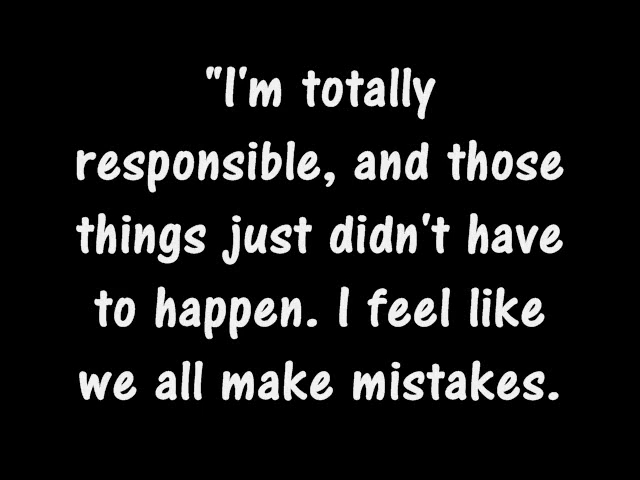 "I'm totally
responsible, and those
things just didn't have
to happen. I feel like
we all make mistakes.